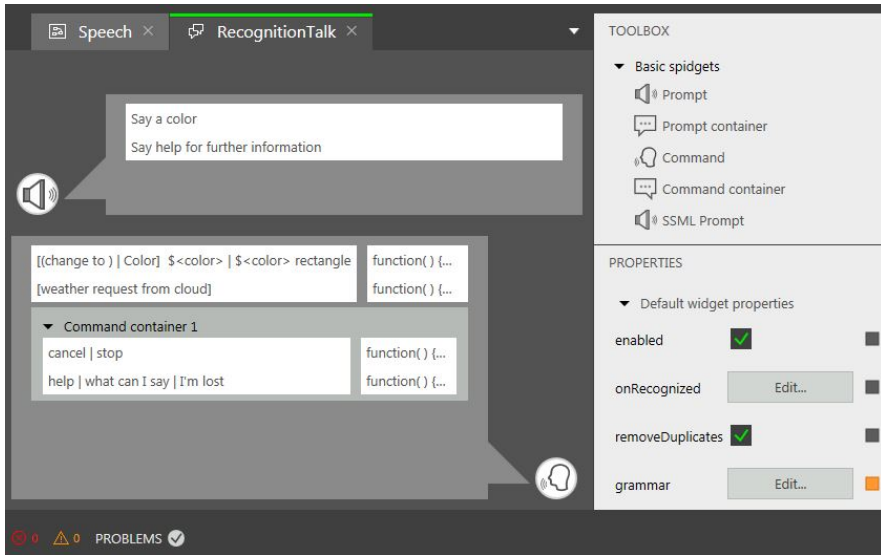 Speech
RecognitionTalk
Say a color
Say help for further information
[(change to ) | Color] $<color> | $<color> rectangle function( ) {...
[weather request from cloud] function( ) {...
Command container 1
cancel | stop function( ) {...
help | what can I say | I'm lost function( ) {...
0 0 PROBLEMS
TOOLBOX
Basic spidgets
Prompt
Prompt container
Command
Command container
SSML Prompt
PROPERTIES
Default widget properties
enabled
onRecognized Edit...
removeDuplicates
grammar Edit...